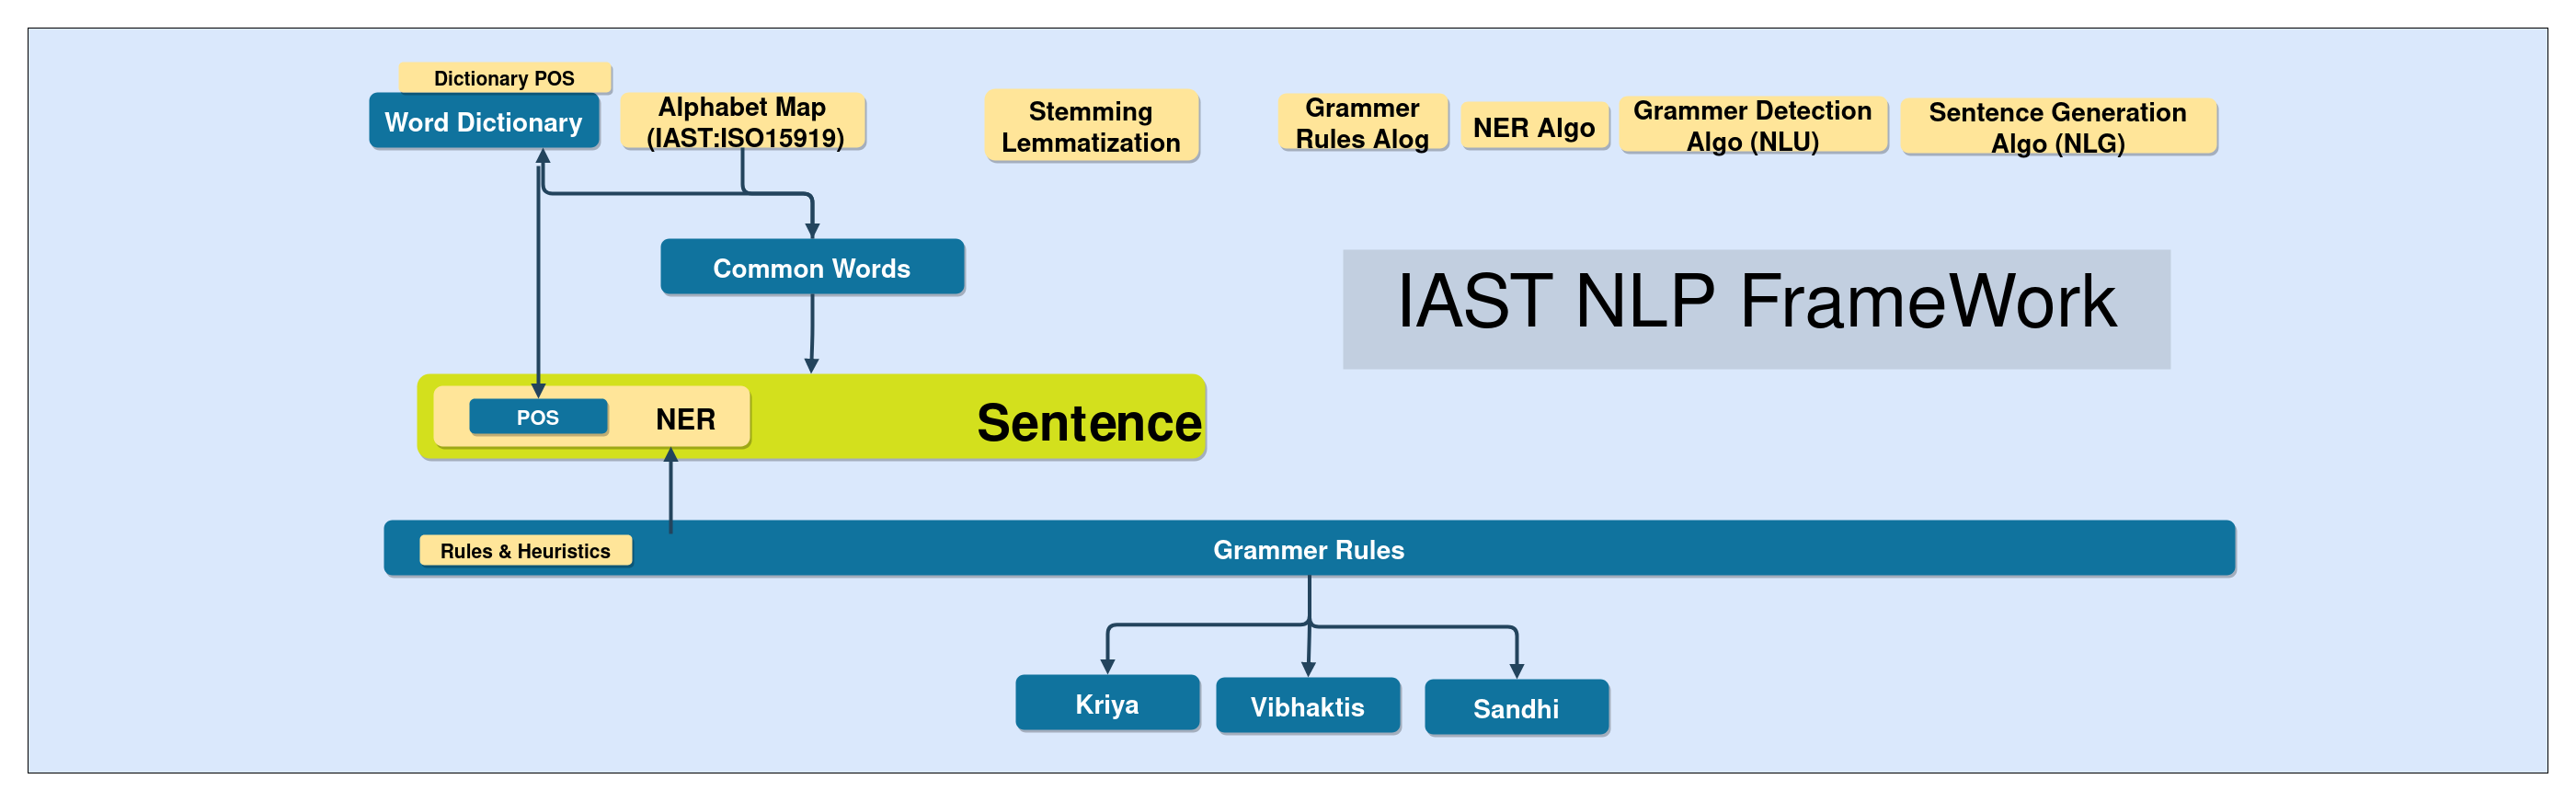 Dictionary POS
Word Dictionary
Alphabet Map
(IAST:ISO15919)
Stemming
Lemmatization
Grammer
Rules Alog
NER Algo
Grammer Detection
Algo (NLU)
Sentence Generation
Algo (NLG)
Common Words
IAST NLP FrameWork
POS
NER
Sentence
Rules & Heuristics
Grammer Rules
Kriya
Vibhaktis
Sandhi